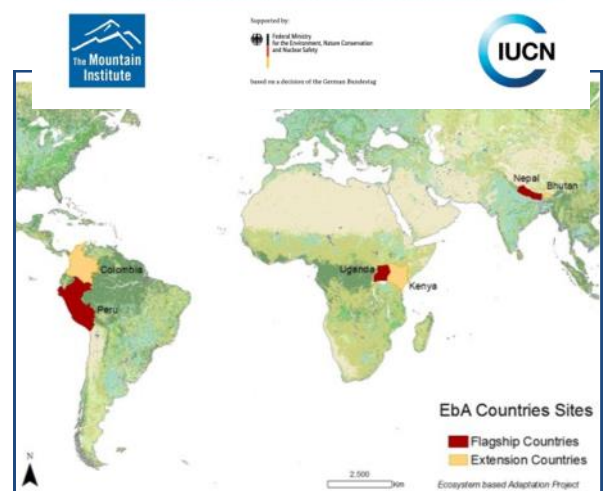 The Mountain
Institute
Supported by:
Federal Ministry
for the Environment, Nature Conservation
and Nuclear Safety
based on a decision of the German Bundestag
IUCN
Nepal
Bhutan
Colombia
Uganda
Kenya
Peru
EbA Countries Sites
Flagship Countries
Extension Countries
N
2,500
Km
Ecosystem based Adaptation Project